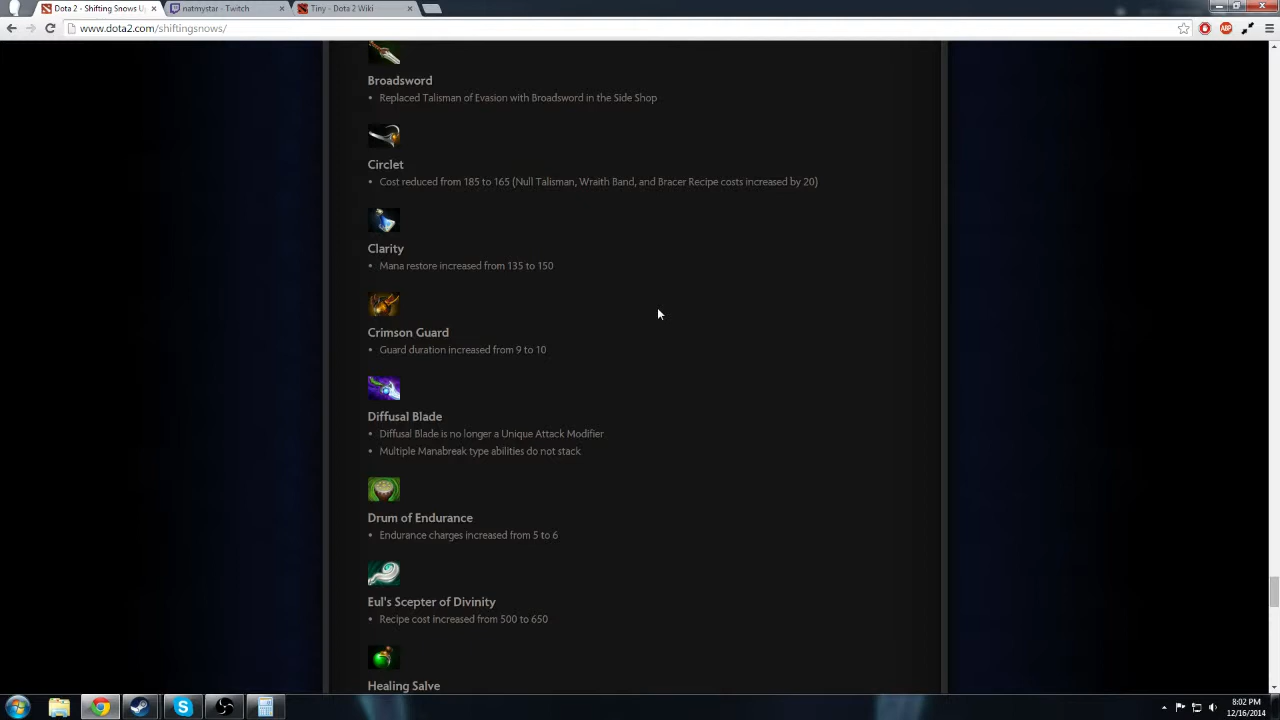 Dota 2 - Shifting Snows U
natmystar - Twitch
Tiny - Dota 2 Wiki
www.dota2.com/shiftingsnows/
ABP
Broadsword
• Replaced Talisman of Evasion with Broadsword in the Side Shop
Circlet
• Cost reduced from 185 to 165 (Null Talisman, Wraith Band, and Bracer Recipe costs increased by 20)
Clarity
• Mana restore increased from 135 to 150
Crimson Guard
• Guard duration increased from 9 to 10
Diffusal Blade
• Diffusal Blade is no longer a Unique Attack Modifier
• Multiple Manabreak type abilities do not stack
Drum of Endurance
• Endurance charges increased from 5 to 6
Eul's Scepter of Divinity
• Recipe cost increased from 500 to 650
Healing Salve
8:02 PM
12/16/2014